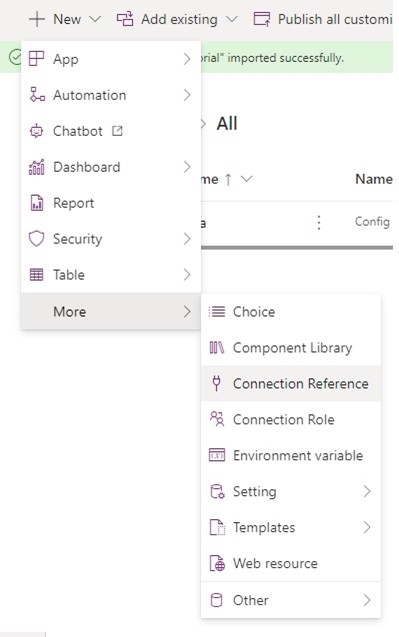 New Add existing Publish all customi
orial" imported successfully.
App
Automation
Chatbot
Dashboard
Report
Security
Table
More
All
me ↑ Name
a Config
Choice
Component Library
Connection Reference
Connection Role
Environment variable
Setting
Templates
Web resource
Other